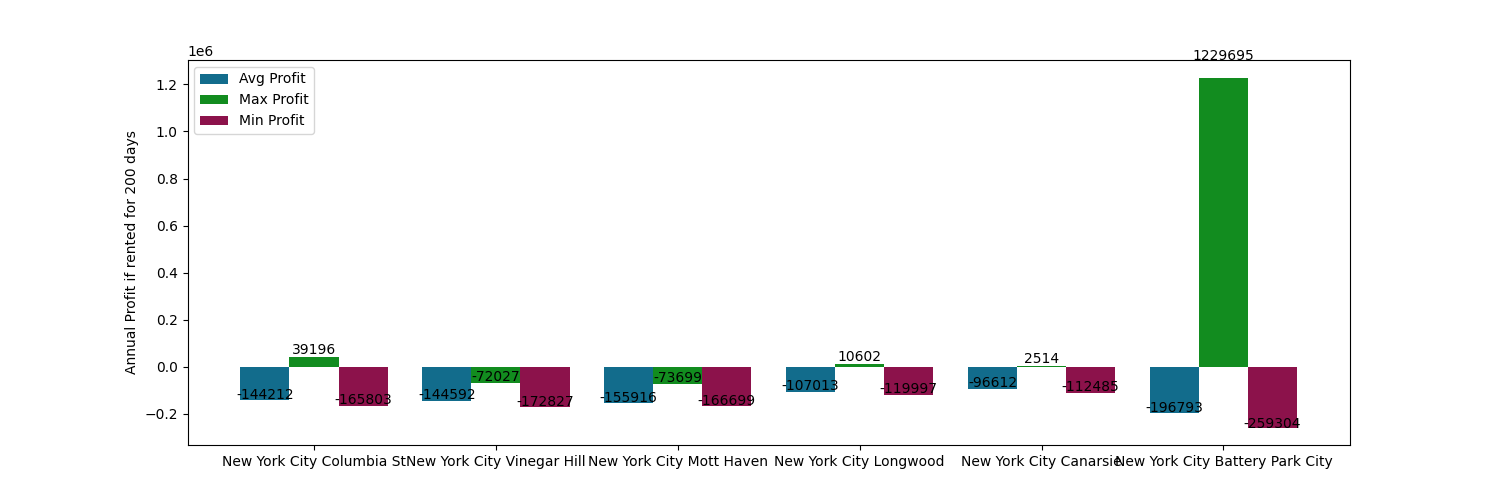 1e6
Avg Profit
Max Profit
Min Profit
Annual Profit if rented for 200 days
1.2
1.0
0.8
0.6
0.4
0.2
0.0
−0.2
-144212
39196
-165803
-144592
-72027
-172827
-155916
-73699
-166699
-107013
10602
-119997
-96612
2514
-112485
-196793
1229695
-259304
New York City Columbia St
New York City Vinegar Hill
New York City Mott Haven
New York City Longwood
New York City Canarsie
New York City Battery Park City